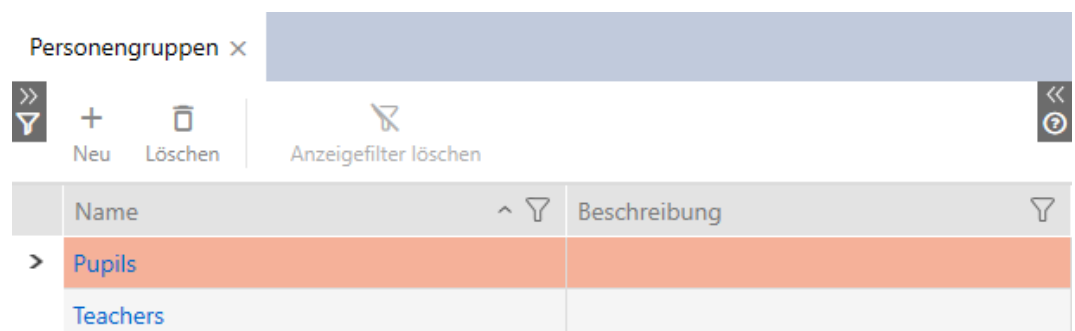 Personengruppen
Neu Löschen Anzeigefilter löschen
Name Beschreibung
Pupils
Teachers